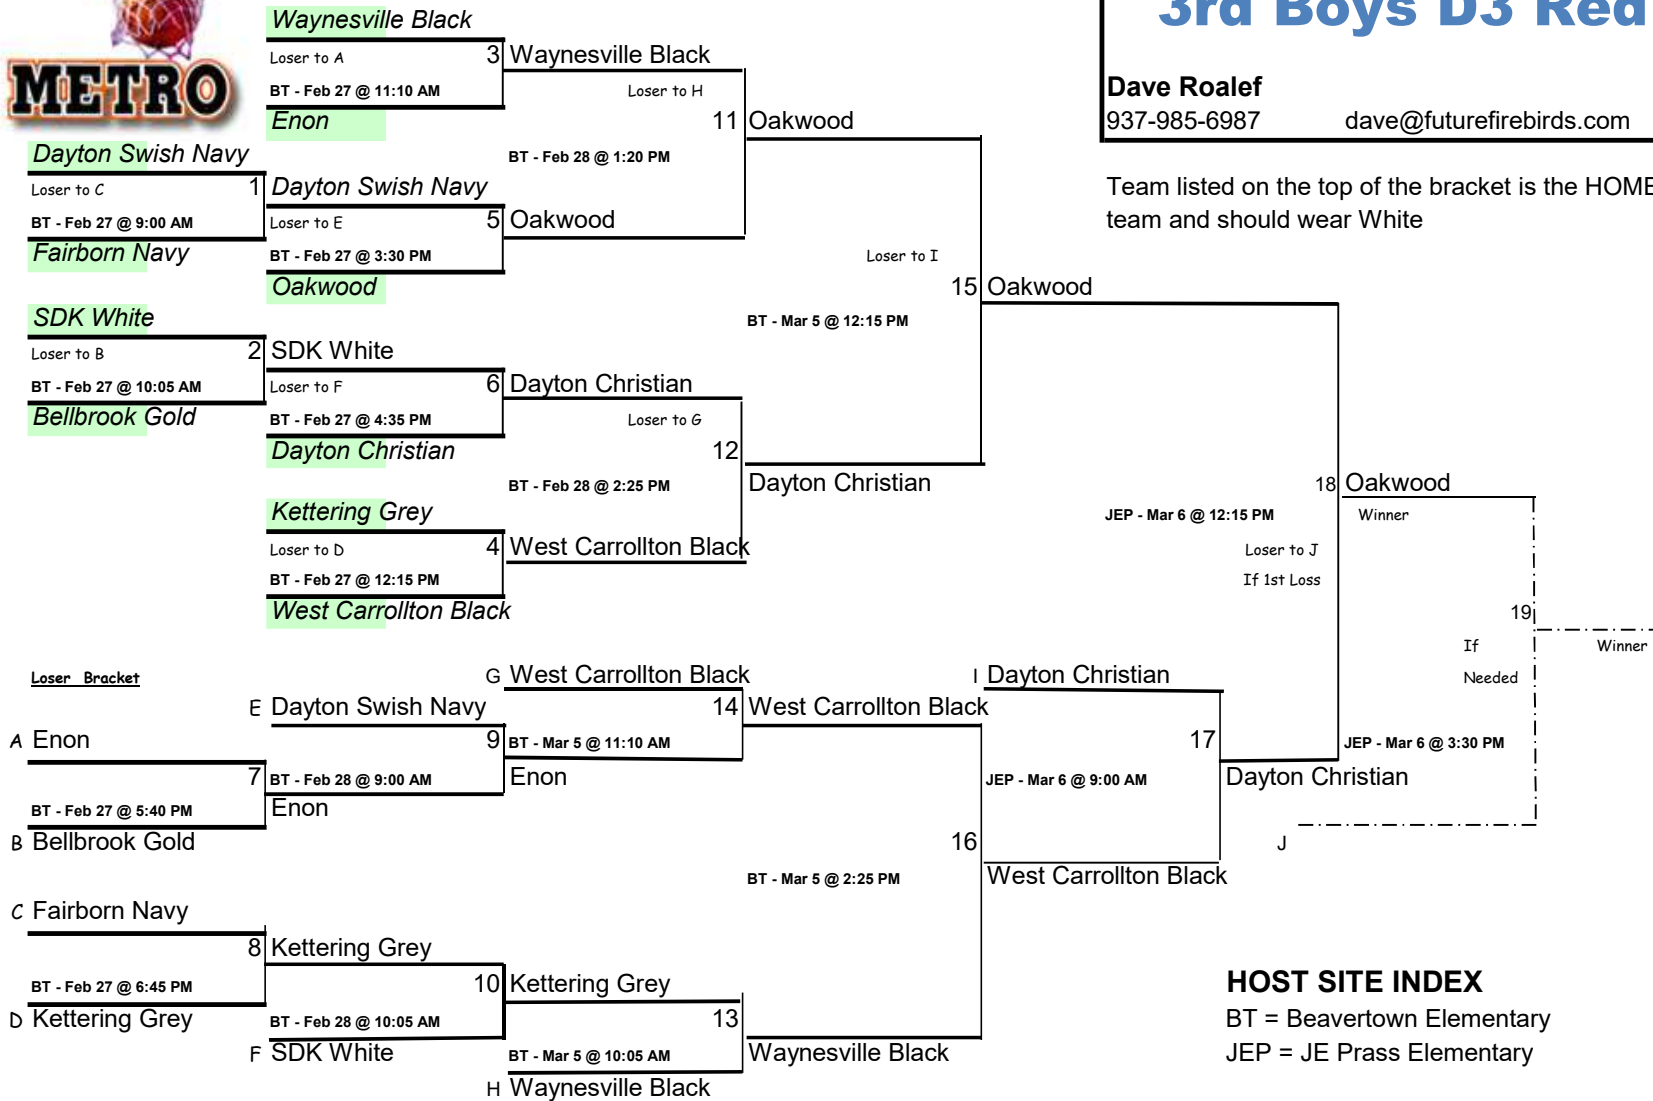 METRO
3rd Boys D3 Red
Dave Roalef
937-985-6987 dave@futurefirebirds.com
Team listed on the top of the bracket is the HOME
team and should wear White
Waynesville Black
Loser to A 3 Waynesville Black
BT - Feb 27 @ 11:10 AM Loser to H
Enon 11 Oakwood
Dayton Swish Navy BT - Feb 28 @ 1:20 PM
Loser to C 1 Dayton Swish Navy
BT - Feb 27 @ 9:00 AM Loser to E 5 Oakwood
Fairborn Navy BT - Feb 27 @ 3:30 PM Loser to I
Oakwood 15 Oakwood
SDK White BT - Mar 5 @ 12:15 PM
Loser to B 2 SDK White
BT - Feb 27 @ 10:05 AM Loser to F 6 Dayton Christian
Bellbrook Gold BT - Feb 27 @ 4:35 PM Loser to G
Dayton Christian 12
BT - Feb 28 @ 2:25 PM Dayton Christian 18 Oakwood
Kettering Grey JEP - Mar 6 @ 12:15 PM Winner
Loser to D 4 West Carrollton Black Loser to J
BT - Feb 27 @ 12:15 PM If 1st Loss
West Carrollton Black 19
If Winner
Needed
Loser Bracket G West Carrollton Black I Dayton Christian
E Dayton Swish Navy 14 West Carrollton Black
A Enon 9 BT - Mar 5 @ 11:10 AM 17 JEP - Mar 6 @ 3:30 PM
7 BT - Feb 28 @ 9:00 AM Enon JEP - Mar 6 @ 9:00 AM Dayton Christian
BT - Feb 27 @ 5:40 PM Enon
B Bellbrook Gold 16 J
BT - Mar 5 @ 2:25 PM West Carrollton Black
C Fairborn Navy
8 Kettering Grey
BT - Feb 27 @ 6:45 PM 10 Kettering Grey
D Kettering Grey BT - Feb 28 @ 10:05 AM 13
F SDK White BT - Mar 5 @ 10:05 AM Waynesville Black
H Waynesville Black
HOST SITE INDEX
BT = Beavertown Elementary
JEP = JE Prass Elementary